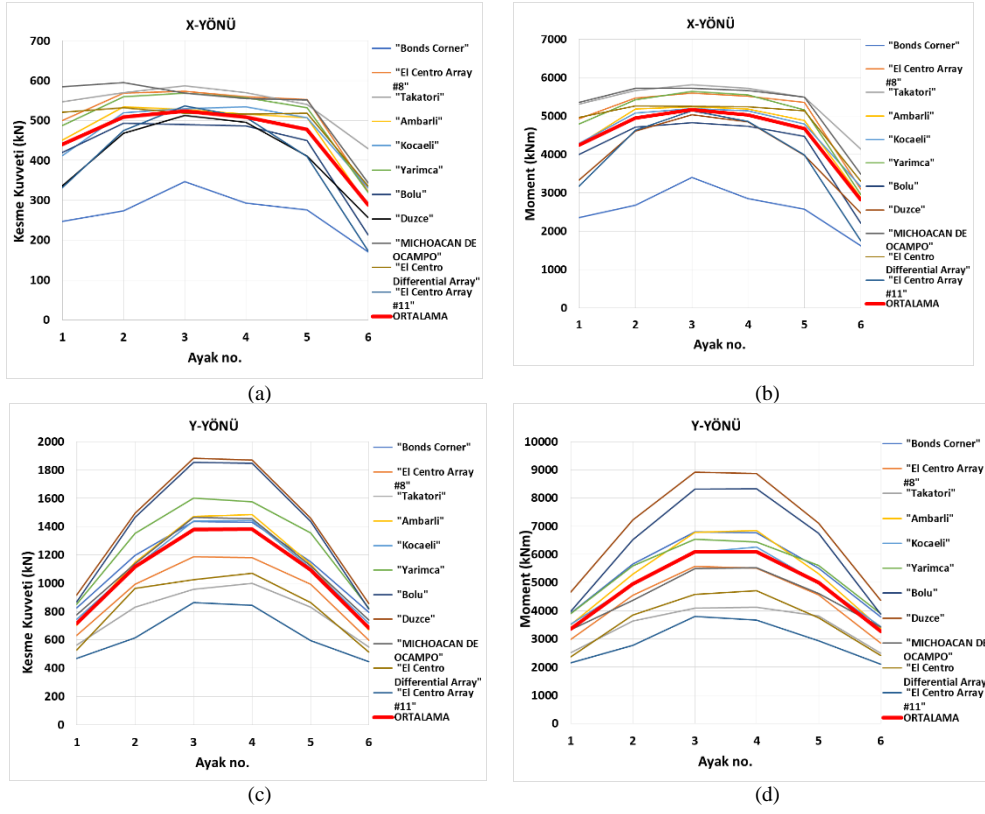 X-YÖNÜ
Kesme Kuvveti (kN)
700
600
500
400
300
200
100
0
1 2 3 4 5 6
Ayak no.
"Bonds Corner"
"El Centro Array
#8"
"Takatori"
"Ambarli"
"Kocaeli"
"Yarimca"
"Bolu"
"Duzce"
"MICHOACAN DE
OCAMPO"
"El Centro
Differential Array"
"El Centro Array
#11"
ORTALAMA
(a)
X-YÖNÜ
Moment (kNm)
7000
6000
5000
4000
3000
2000
1000
0
1 2 3 4 5 6
Ayak no.
"Bonds Corner"
"El Centro Array
#8"
"Takatori"
"Ambarli"
"Kocaeli"
"Yarimca"
"Bolu"
"Duzce"
"MICHOACAN DE
OCAMPO"
"El Centro
Differential Array"
"El Centro Array
#11"
ORTALAMA
(b)
Y-YÖNÜ
Kesme Kuvveti (kN)
2000
1800
1600
1400
1200
1000
800
600
400
200
0
1 2 3 4 5 6
Ayak no.
"Bonds Corner"
"El Centro Array
#8"
"Takatori"
"Ambarli"
"Kocaeli"
"Yarimca"
"Bolu"
"Duzce"
"MICHOACAN DE
OCAMPO"
"El Centro
Differential Array"
"El Centro Array
#11"
ORTALAMA
(c)
Y-YÖNÜ
Moment (kNm)
10000
9000
8000
7000
6000
5000
4000
3000
2000
1000
0
1 2 3 4 5 6
Ayak no.
"Bonds Corner"
"El Centro Array
#8"
"Takatori"
"Ambarli"
"Kocaeli"
"Yarimca"
"Bolu"
"Duzce"
"MICHOACAN DE
OCAMPO"
"El Centro
Differential Array"
"El Centro Array
#11"
ORTALAMA
(d)